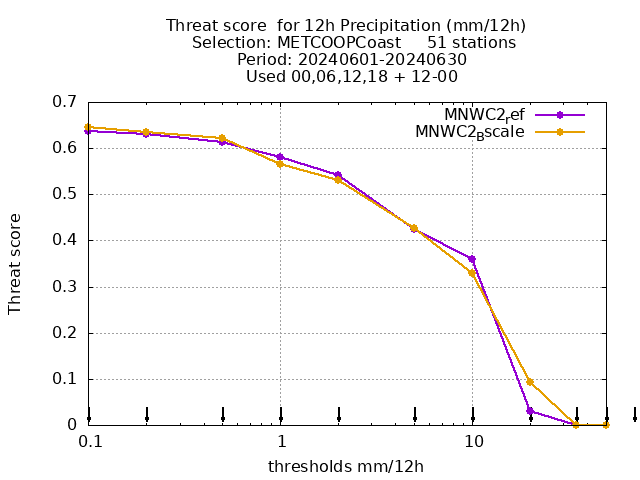 Threat score  for 12h Precipitation (mm/12h)
Selection: METCOOPCoast     51 stations
Period: 20240601-20240630
Used 00,06,12,18 + 12-00
MNWC2ref
MNWC2Bscale
0.7
0.6
0.5
0.4
0.3
0.2
0.1
0
Threat score
0.1 1 10
thresholds mm/12h